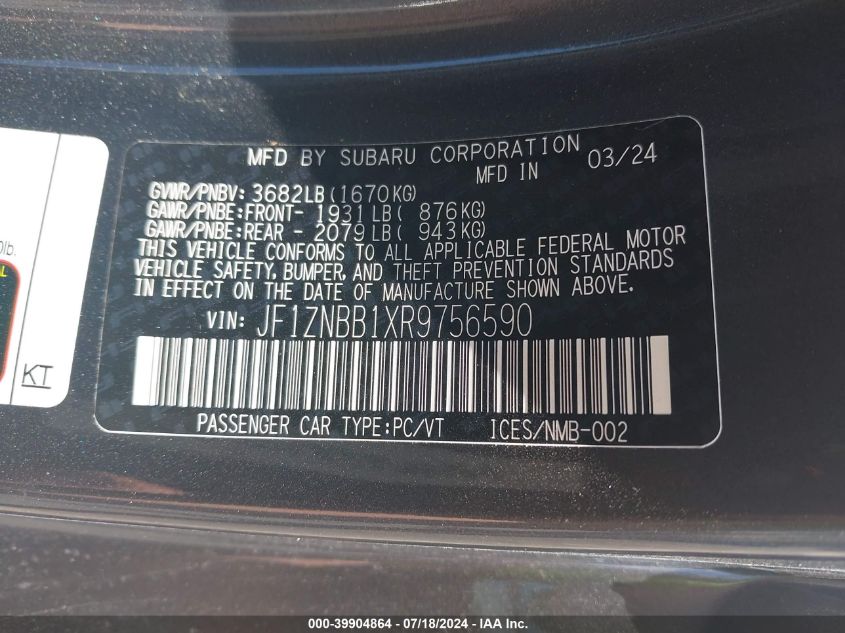 MFD BY SUBARU CORPORATION
MFD IN 03/24
GVWR/PNBV: 3682LB(1670KG)
GAWR/PNBE:FRONT- 1931LB( 876KG)
GAWR/PNBE:REAR - 2079LB( 943KG)
THIS VEHICLE CONFORMS TO ALL APPLICABLE FEDERAL MOTOR
VEHICLE SAFETY, BUMPER, AND THEFT PREVENTION STANDARDS
IN EFFECT ON THE DATE OF MANUFACTURE SHOWN ABOVE.
VIN: JF1ZNBB1XR9756590
PASSENGER CAR TYPE:PC/VT ICES/NMB-002
KT
000-39904864 - 07/18/2024 - IAA Inc.